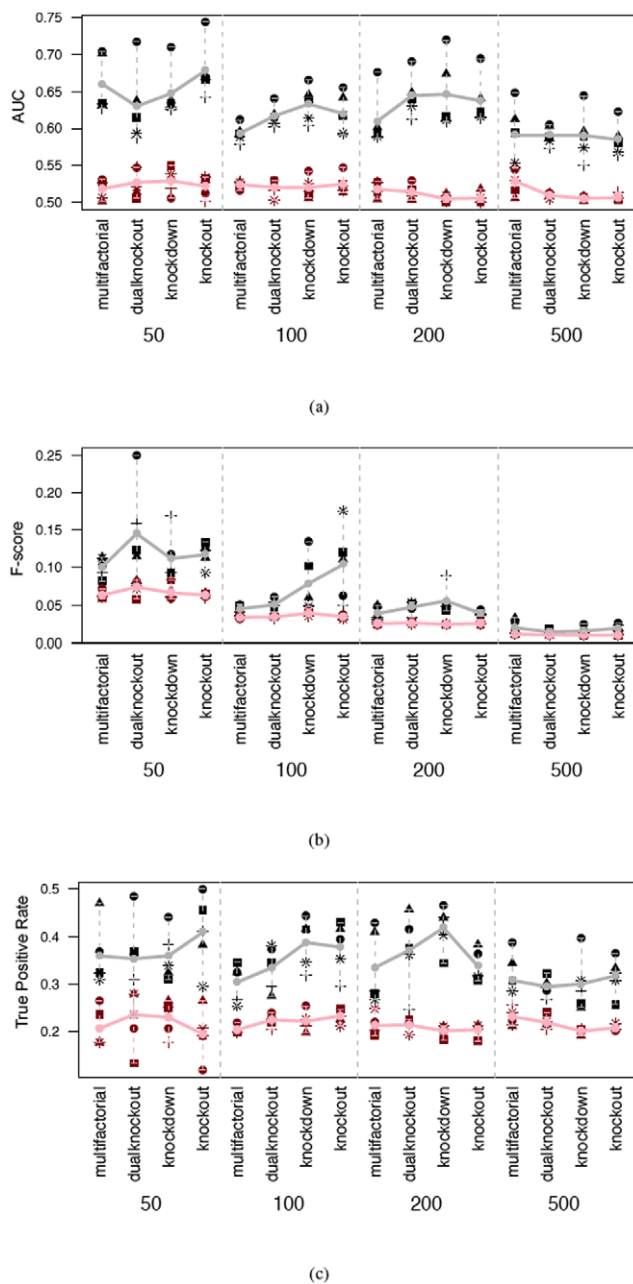 0.75
0.70
0.65
0.60
0.55
0.50
AUC
multifactorial
dualknockout
knockdown
knockout
multifactorial
dualknockout
knockdown
knockout
multifactorial
dualknockout
knockdown
knockout
multifactorial
dualknockout
knockdown
knockout
50 100 200 500
(a)
0.25
0.20
0.15
0.10
0.05
0.00
F-score
multifactorial
dualknockout
knockdown
knockout
multifactorial
dualknockout
knockdown
knockout
multifactorial
dualknockout
knockdown
knockout
multifactorial
dualknockout
knockdown
knockout
50 100 200 500
(b)
0.5
0.4
0.3
0.2
True Positive Rate
multifactorial
dualknockout
knockdown
knockout
multifactorial
dualknockout
knockdown
knockout
multifactorial
dualknockout
knockdown
knockout
multifactorial
dualknockout
knockdown
knockout
50 100 200 500
(c)